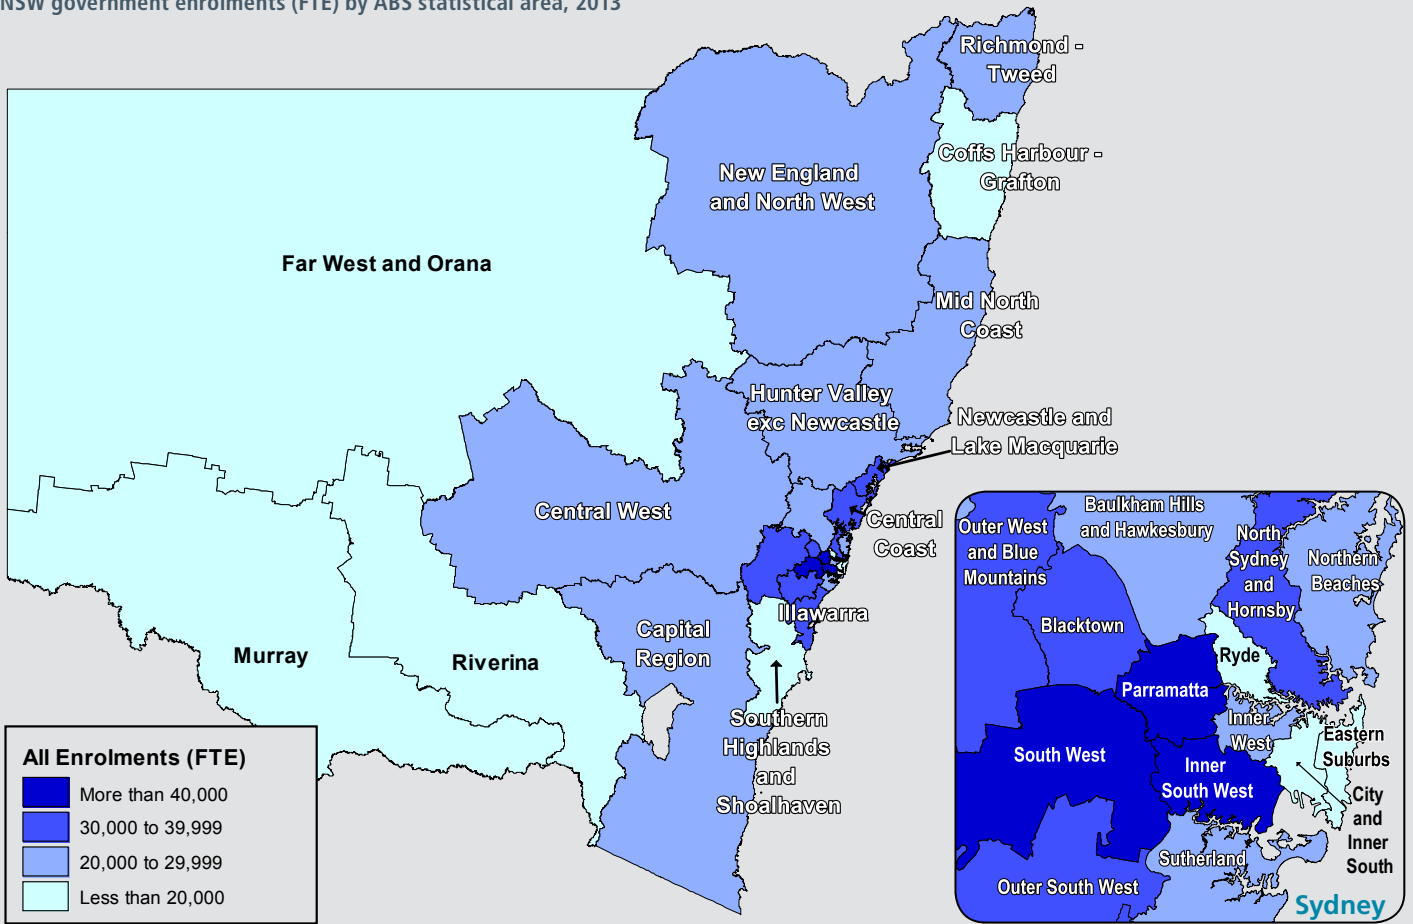 NSW government enrolments (FTE) by ABS statistical area, 2013
Richmond -
Tweed
Coffs Harbour -
Grafton
New England
and North West
Far West and Orana
Mid North
Coast
Hunter Valley
exc Newcastle
Newcastle and
Lake Macquarie
Central West
Central
Coast
Illawarra
Capital
Region
Murray
Riverina
Southern
Highlands
and
Shoalhaven
All Enrolments (FTE)
More than 40,000
30,000 to 39,999
20,000 to 29,999
Less than 20,000
Baulkham Hills
and Hawkesbury
Outer West
and Blue
Mountains
North
Sydney
and
Hornsby
Northern
Beaches
Blacktown
Ryde
Parramatta
Inner
West
Eastern
Suburbs
South West
Inner
South West
City
and
Inner
South
Sutherland
Outer South West
Sydney